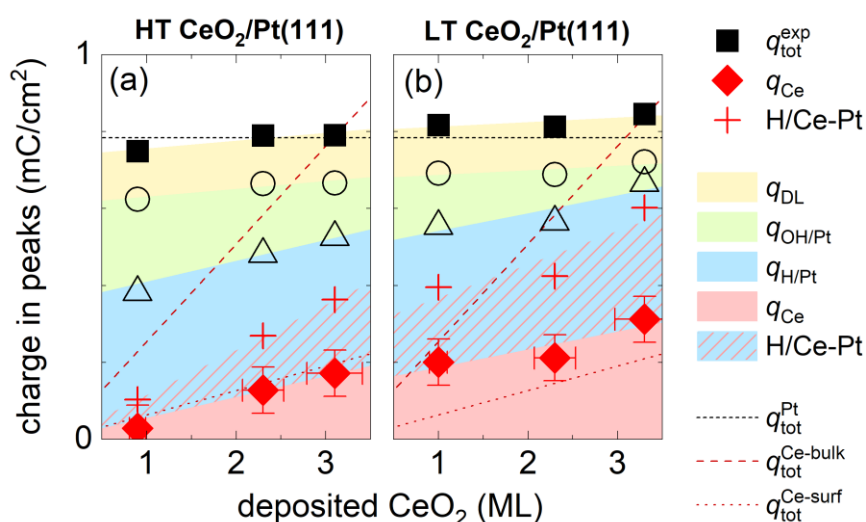 HT CeO₂/Pt(111)
LT CeO₂/Pt(111)
(a)
(b)
1
1
charge in peaks (mC/cm²)
1 2 3
1 2 3
deposited CeO₂ (ML)
q_tot^exp
q_Ce
H/Ce-Pt
q_DL
q_OH/Pt
q_H/Pt
q_Ce
H/Ce-Pt
q_tot^Pt
q_tot^Ce-bulk
q_tot^Ce-surf